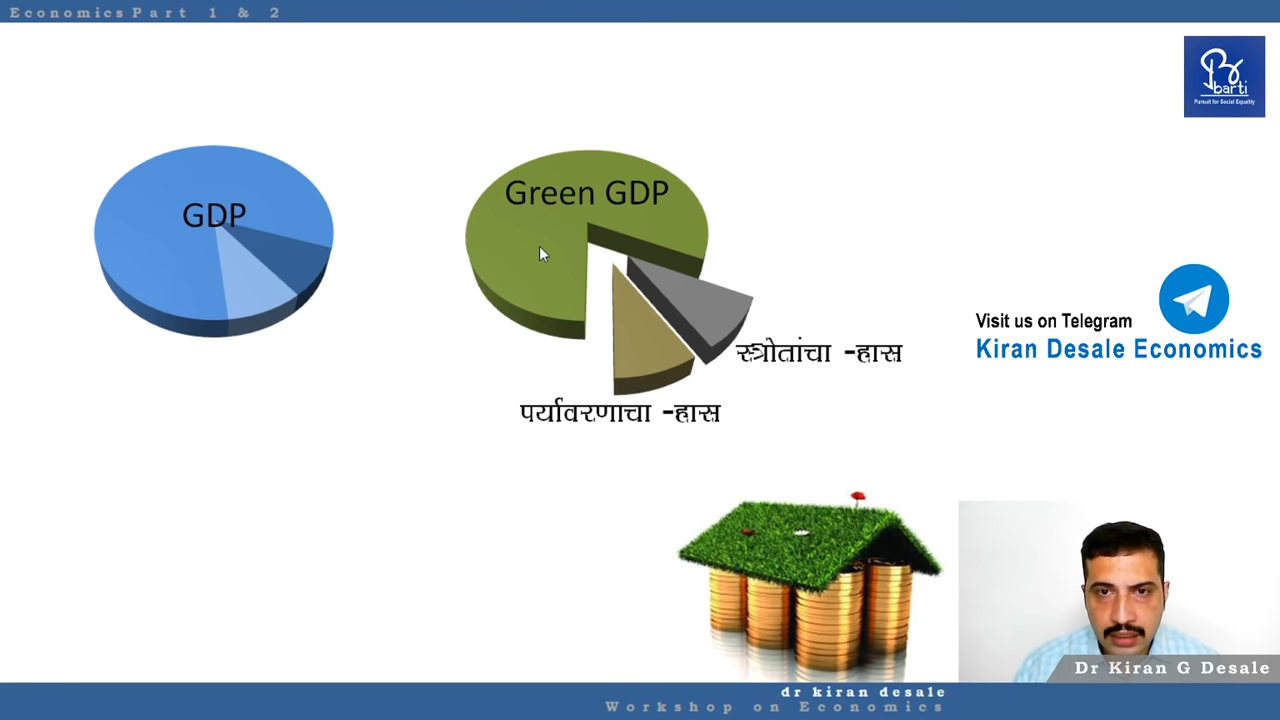 Economics Part 1 & 2
barti
Pursuit for Social Equality
GDP
Green GDP
Visit us on Telegram
Kiran Desale Economics
स्त्रोतांचा -हास
पर्यावरणाचा -हास
Dr Kiran G Desale
dr kiran desale
Workshop on Economics